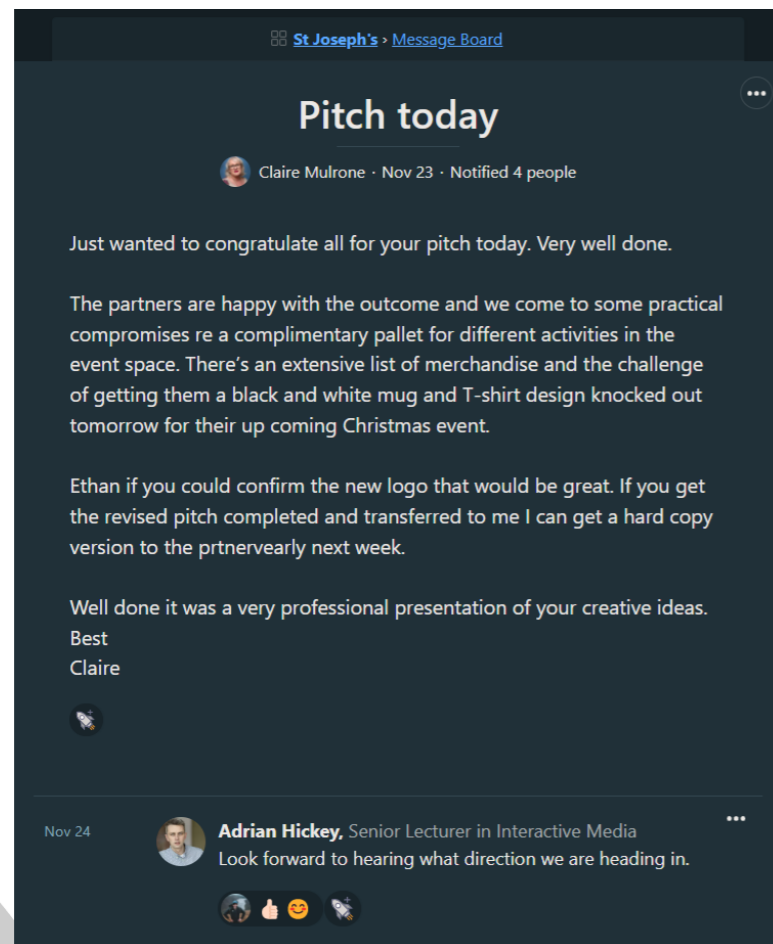 St Joseph's › Message Board
Pitch today
Claire Mulrone · Nov 23 · Notified 4 people
Just wanted to congratulate all for your pitch today. Very well done.
The partners are happy with the outcome and we come to some practical
compromises re a complimentary pallet for different activities in the
event space. There's an extensive list of merchandise and the challenge
of getting them a black and white mug and T-shirt design knocked out
tomorrow for their up coming Christmas event.
Ethan if you could confirm the new logo that would be great. If you get
the revised pitch completed and transferred to me I can get a hard copy
version to the prtnervearly next week.
Well done it was a very professional presentation of your creative ideas.
Best
Claire
Nov 24
Adrian Hickey, Senior Lecturer in Interactive Media
Look forward to hearing what direction we are heading in.